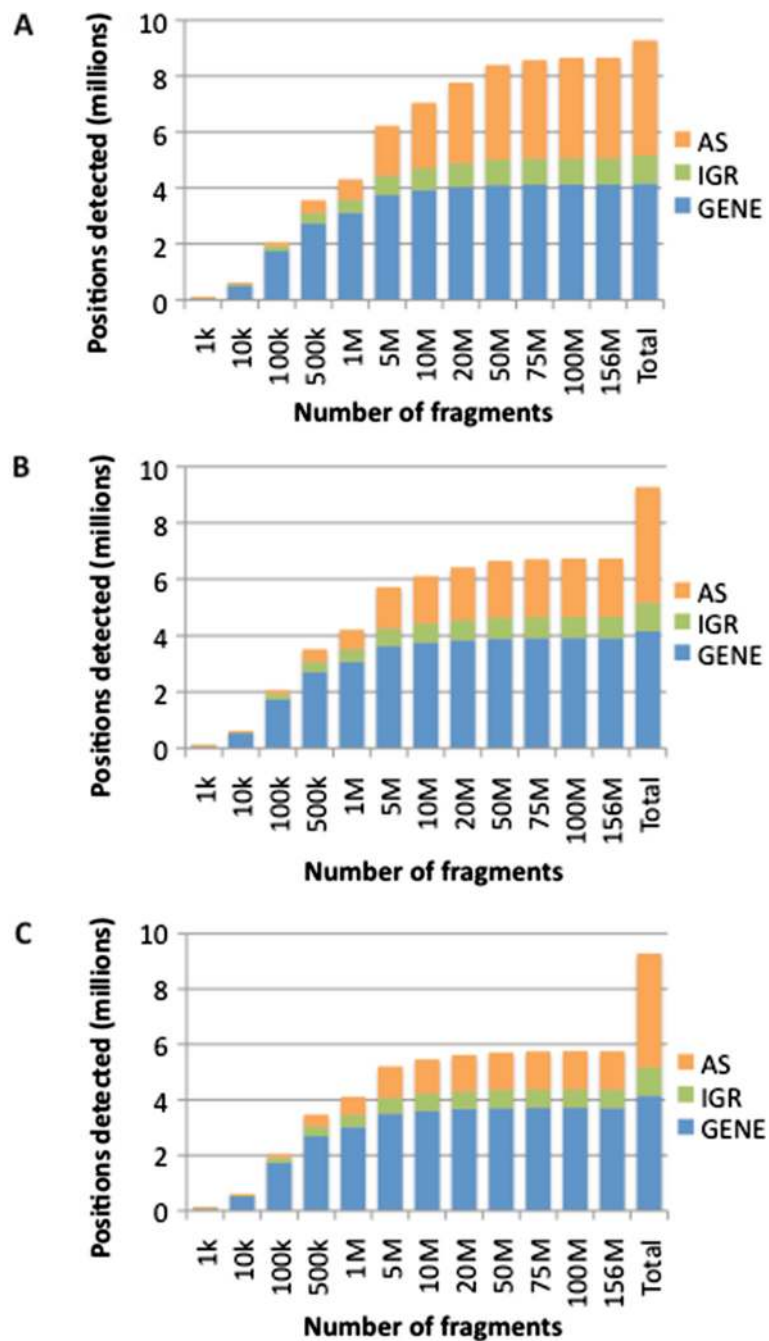 A
Positions detected (millions)
10
8
6
4
2
0
AS
IGR
GENE
1k
10k
100k
500k
1M
5M
10M
20M
50M
75M
100M
156M
Total
Number of fragments
B
Positions detected (millions)
10
8
6
4
2
0
AS
IGR
GENE
1k
10k
100k
500k
1M
5M
10M
20M
50M
75M
100M
156M
Total
Number of fragments
C
Positions detected (millions)
10
8
6
4
2
0
AS
IGR
GENE
1k
10k
100k
500k
1M
5M
10M
20M
50M
75M
100M
156M
Total
Number of fragments